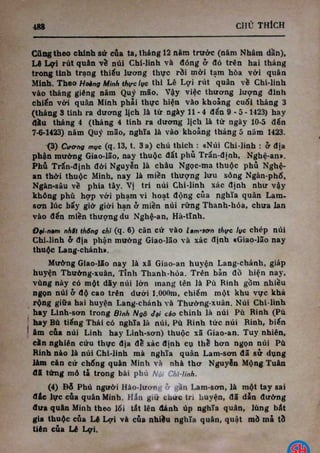 488 CHÚ THÍCH
Cũng theo chính sử của ta, tháng 12 năm trước (năm Nhâm dần),
Lê Lợi rút quân về núi Chi-linh và đóng ở đó trên hai tháng
trong tình trạng thiếu lương thực rồi mới tạm hòa với quân
Minh. Theo Hoàng Minh thực lục thì Lê Lợi rút quân về Chi-linh
vào tháng giêng năm Quý mão. Vậy việc thương lượng đình
chiến với quân Minh phải thực hiện vào khoảng cuối tháng 3
(tháng 3 tính ra dương lịch là từ ngày 11 - 4 đến 9 - 5 - 1423) hay
đầu tháng 4 (tháng 4 tính ra dương lịch là từ ngày 10-5 đến
7-6-1423) năm Quý mão, nghĩa là vào khoảng tháng 5 năm 1423.
(3) Cương mục (q. 13, t. 3 a) chú thích : «Núi Chi-linh : ở địa
phận mường Giao-lão, nay thuộc đất phủ Trấn-định, Nghệ-an».
Phủ Trấn-định đời Nguyễn là châu Ngọc-ma thuộc phủ Nghệ-
an thời thuộc Minh, nay là miền thượng lưu sông Ngàn-phố,
Ngàn-sâu về phía tây. Vị trí núi Chi-linh xác định như vậy
không phù hợp với phạm vi hoạt động của nghĩa quân Lam-
sơn lúc bấy giờ giới hạn ở miền núi rừng Thanh-hóa, chưa lan
vào đến miền thượng du Nghệ-an, Hà-tĩnh.
Đại-nam nhất thống chí (q. 6) căn cứ vào Lam-sơn thực lục chép núi
Chi-linh ở địa phận mường Giao-lão và xác định «Giao-lão nay
thuộc Lang-chánh».
Mường Giao-lão nay là xã Giao-an huyện Lang-chánh, giáp
huyện Thường-xuân, Tỉnh Thanh-hóa. Trên bản đồ hiện nay,
vùng này có một dãy núi lớn mang tên là Pù Rinh gồm nhiều
ngọn núi ở độ cao trên dưới 1.000m, chiếm một khu vực khá
rộng giữa hai huyện Lang-chánh và Thường-xuân. Núi Chi-linh
hay Linh-sơn trong Bình Ngô đại cáo chính là núi Pù Rinh (Pù
hay Pú tiếng Thái có nghĩa là núi, Pù Rinh tức núi Rinh, biến
âm của núi Linh hay Linh-sơn) thuộc xã Giao-an. Tuy nhiên,
cần nghiên cứu thực địa để xác định cụ thể hơn ngọn núi Pù
Rinh nào là núi Chi-linh mà nghĩa quân Lam-sơn đã sử dụng
làm căn cứ chống quân Minh và nhà thơ Nguyễn Mộng Tuân
đã từng mô tả trong bài phú Núi Chí-linh.
(4) Đỗ Phú người Hào-lương ở gần Lam-sơn, là một tay sai
đắc lực của quân Minh. Hắn giữ chức tri huyện, đã dẫn đường
đưa quân Minh theo lối tắt lên đánh úp nghĩa quân, lùng bắt
gia thuộc của Lê Lợi và của nhiều nghĩa quân, quật mồ mả tổ
tiên của Lê Lợi.